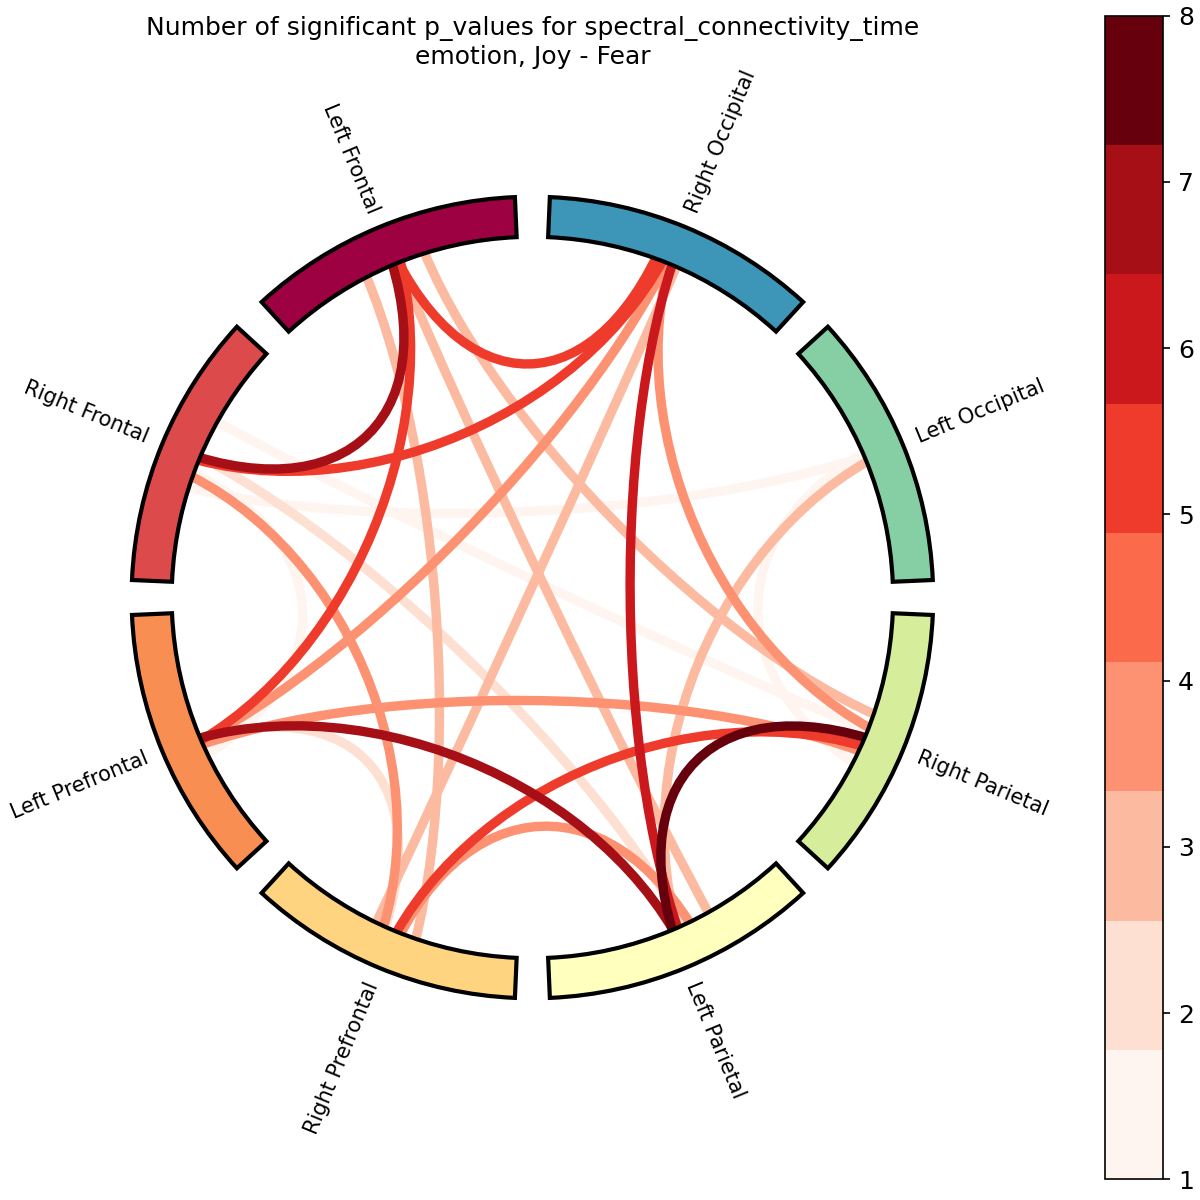 Number of significant p_values for spectral_connectivity_time
emotion, Joy - Fear
Left Frontal
Right Occipital
Right Frontal
Left Occipital
Left Prefrontal
Right Parietal
Right Prefrontal
Left Parietal
8
7
6
5
4
3
2
1